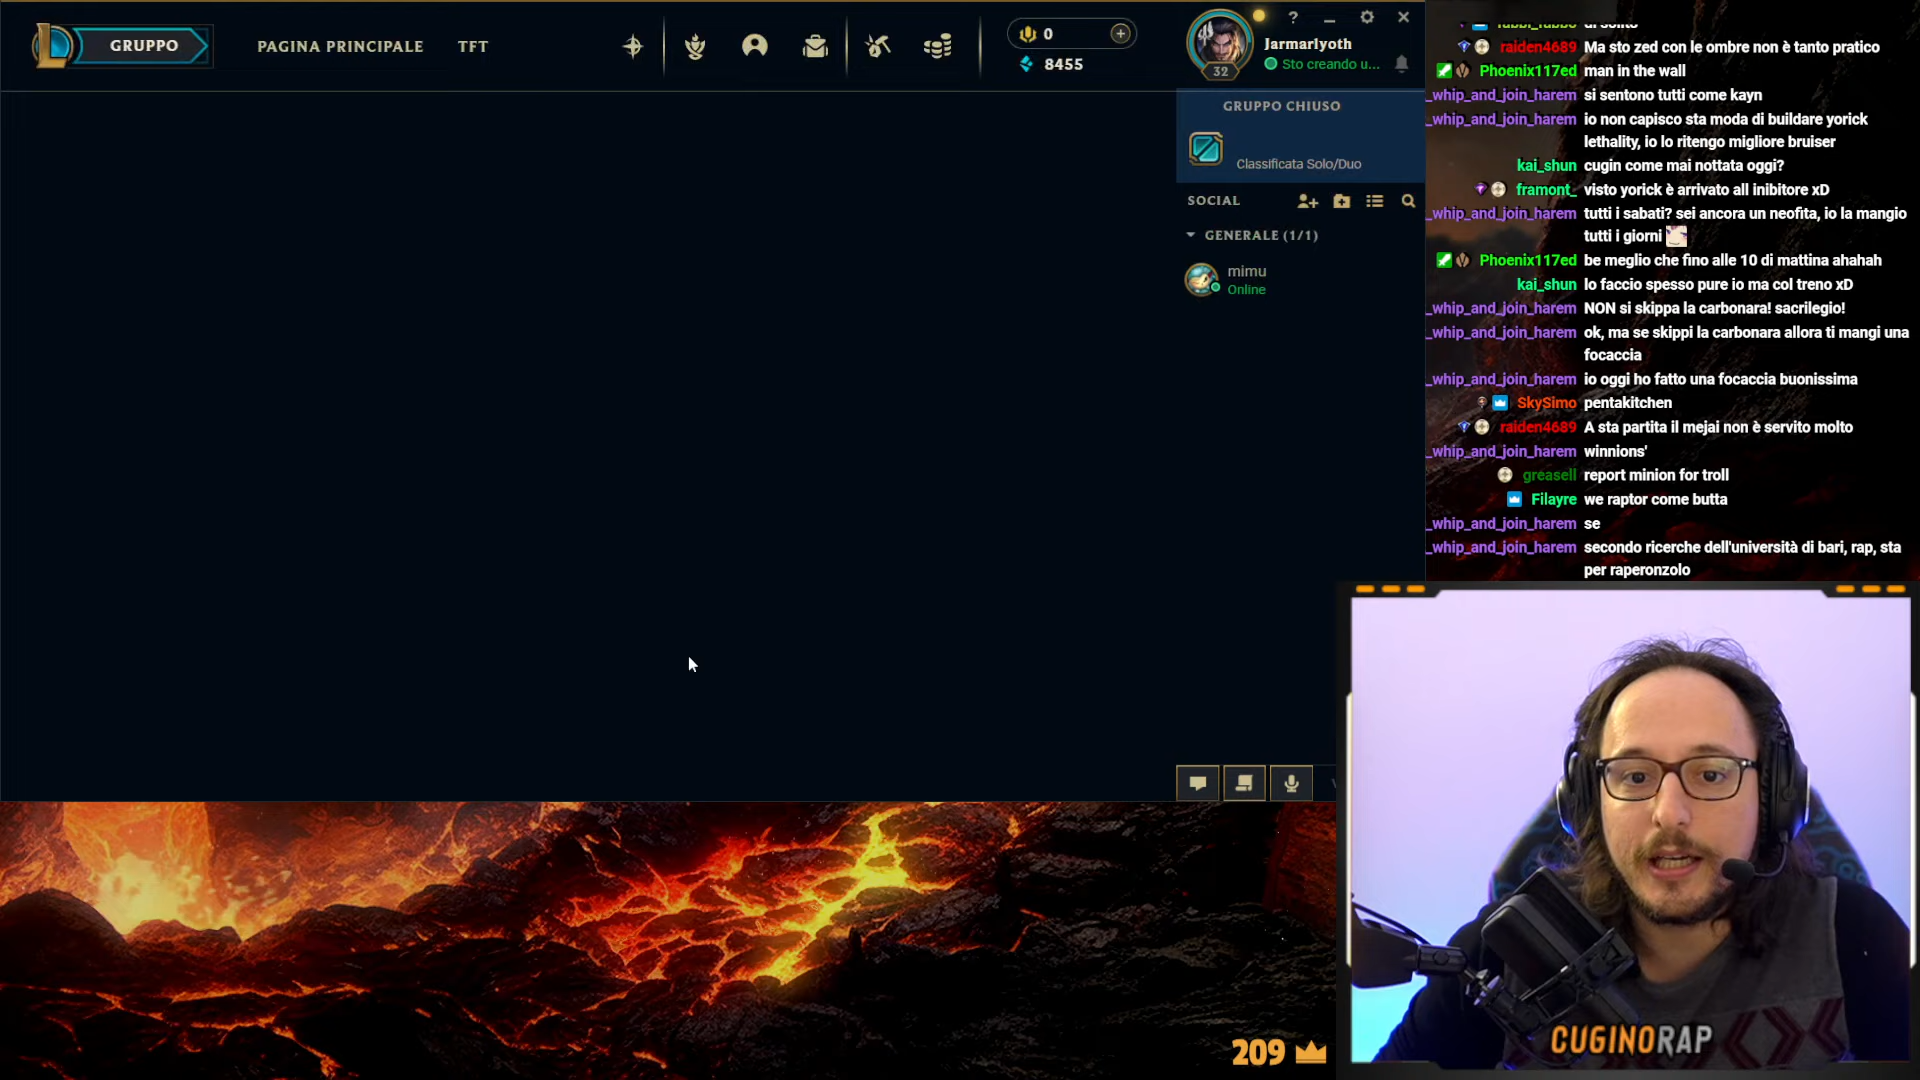 GRUPPO
PAGINA PRINCIPALE
TFT
0
8455
32
?
Jarmarlyoth
Sto creando u...
GRUPPO CHIUSO
Classificata Solo/Duo
SOCIAL
GENERALE (1/1)
mimu
Online
di solito
raiden4689 Ma sto zed con le ombre non è tanto pratico
Phoenix117ed man in the wall
_whip_and_join_harem si sentono tutti come kayn
_whip_and_join_harem io non capisco sta moda di buildare yorick
lethality, io lo ritengo migliore bruiser
kai_shun cugin come mai nottata oggi?
framont_ visto yorick è arrivato all inibitore xD
_whip_and_join_harem tutti i sabati? sei ancora un neofita, io la mangio
tutti i giorni
Phoenix117ed be meglio che fino alle 10 di mattina ahahah
kai_shun lo faccio spesso pure io ma col treno xD
_whip_and_join_harem NON si skippa la carbonara! sacrilegio!
_whip_and_join_harem ok, ma se skippi la carbonara allora ti mangi una
focaccia
_whip_and_join_harem io oggi ho fatto una focaccia buonissima
SkySimo pentakitchen
raiden4689 A sta partita il mejai non è servito molto
_whip_and_join_harem winnions'
greasell report minion for troll
Filayre we raptor come butta
_whip_and_join_harem se
_whip_and_join_harem secondo ricerche dell'università di bari, rap, sta
per raperonzolo
209
CUGINORAP